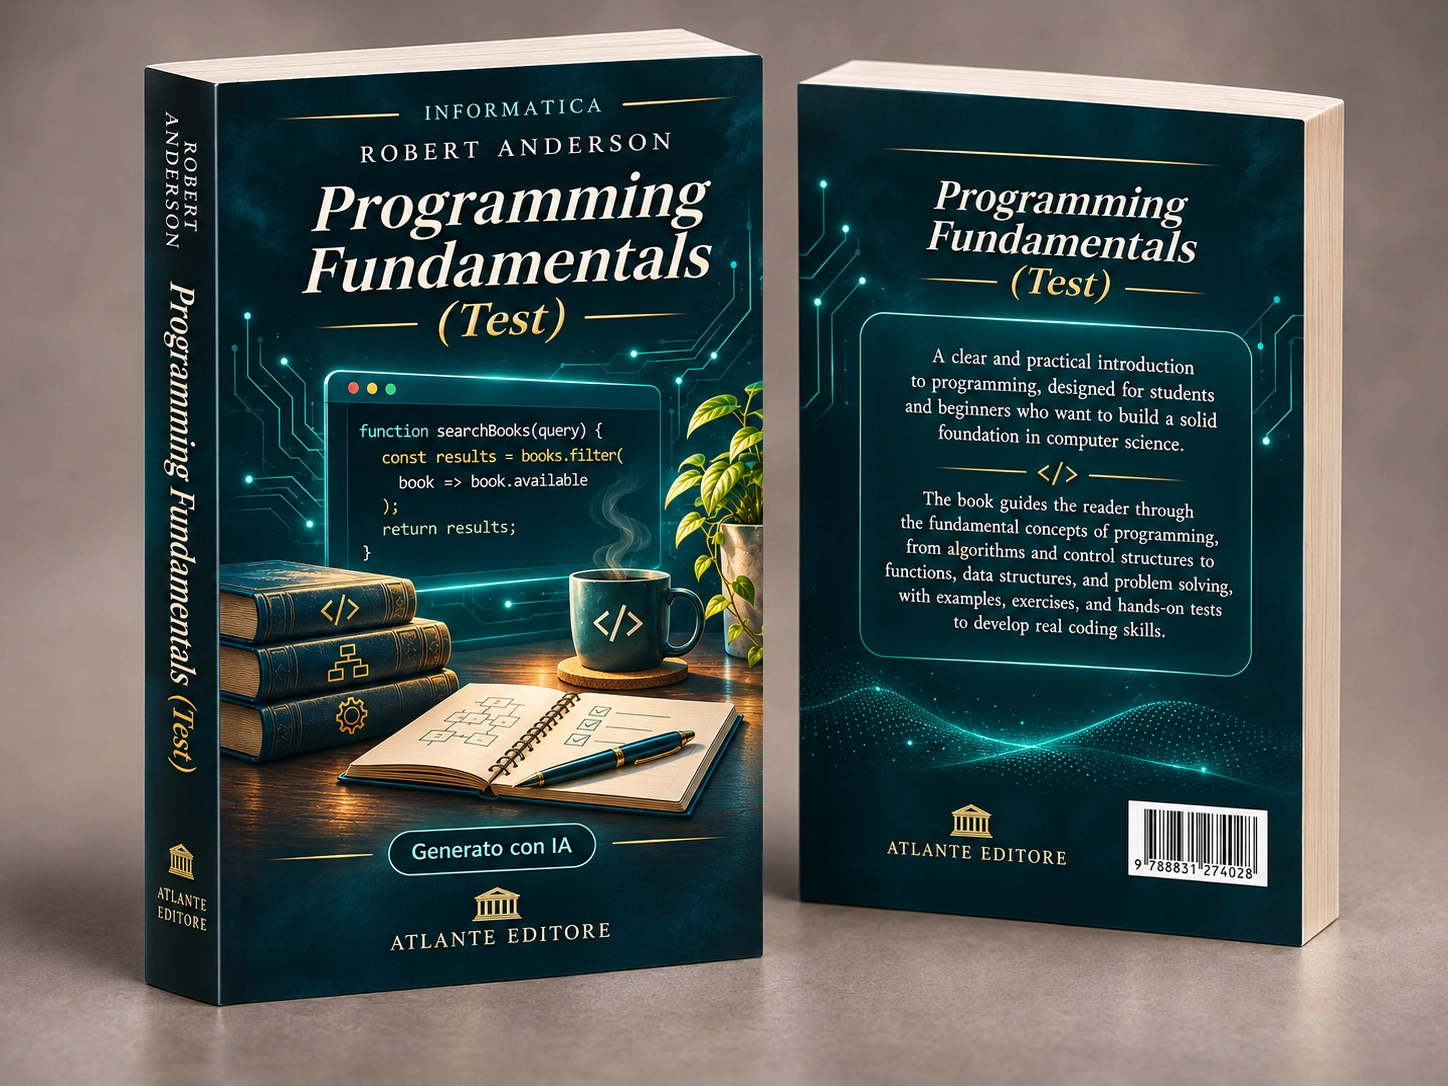 ROBERT
ANDERSON
Programming Fundamentals (Test)
ATLANTE
EDITORE
INFORMATICA
ROBERT ANDERSON
Programming
Fundamentals
(Test)
function searchBooks(query) {
const results = books.filter(
book => book.available
);
return results;
}
</>
</>
Generato con IA
ATLANTE EDITORE
Programming
Fundamentals
(Test)
A clear and practical introduction
to programming, designed for students
and beginners who want to build a solid
foundation in computer science.
</>
The book guides the reader through
the fundamental concepts of programming,
from algorithms and control structures to
functions, data structures, and problem solving,
with examples, exercises, and hands-on tests
to develop real coding skills.
ATLANTE EDITORE
9 788831 274028